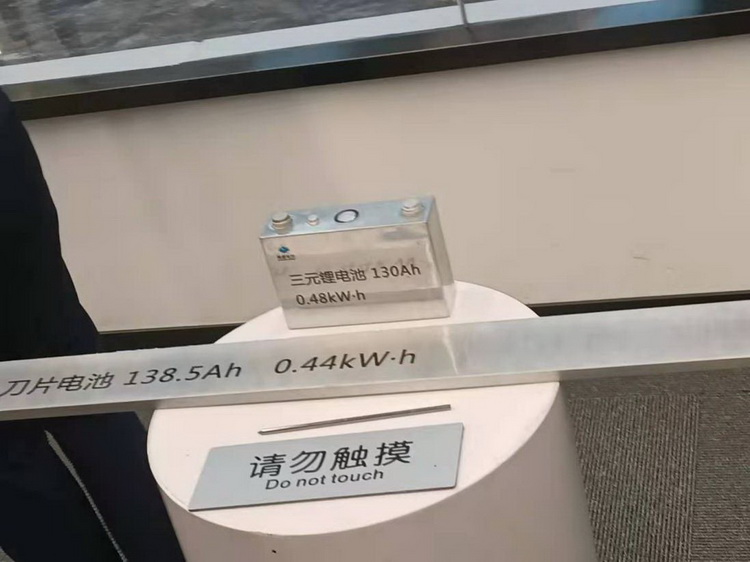 三元锂电池 130Ah
0.48kW·h
刀片电池 138.5Ah 0.44kW·h
请勿触摸
Do not touch